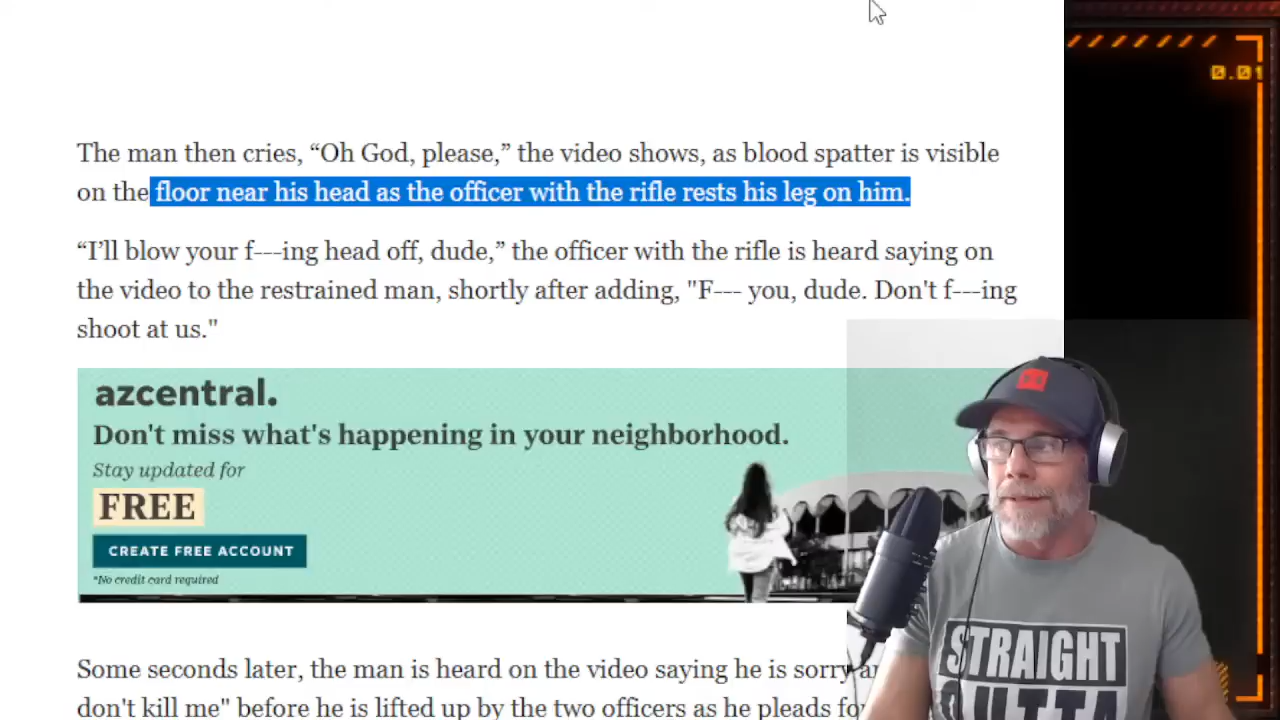 0.01
The man then cries, “Oh God, please,” the video shows, as blood spatter is visible
on the floor near his head as the officer with the rifle rests his leg on him.
“I’ll blow your f---ing head off, dude,” the officer with the rifle is heard saying on
the video to the restrained man, shortly after adding, "F--- you, dude. Don't f---ing
shoot at us."
azcentral.
Don't miss what's happening in your neighborhood.
Stay updated for
FREE
CREATE FREE ACCOUNT
*No credit card required
Some seconds later, the man is heard on the video saying he is sorry
don't kill me" before he is lifted up by the two officers as he pleads
STRAIGHT
OUTTA